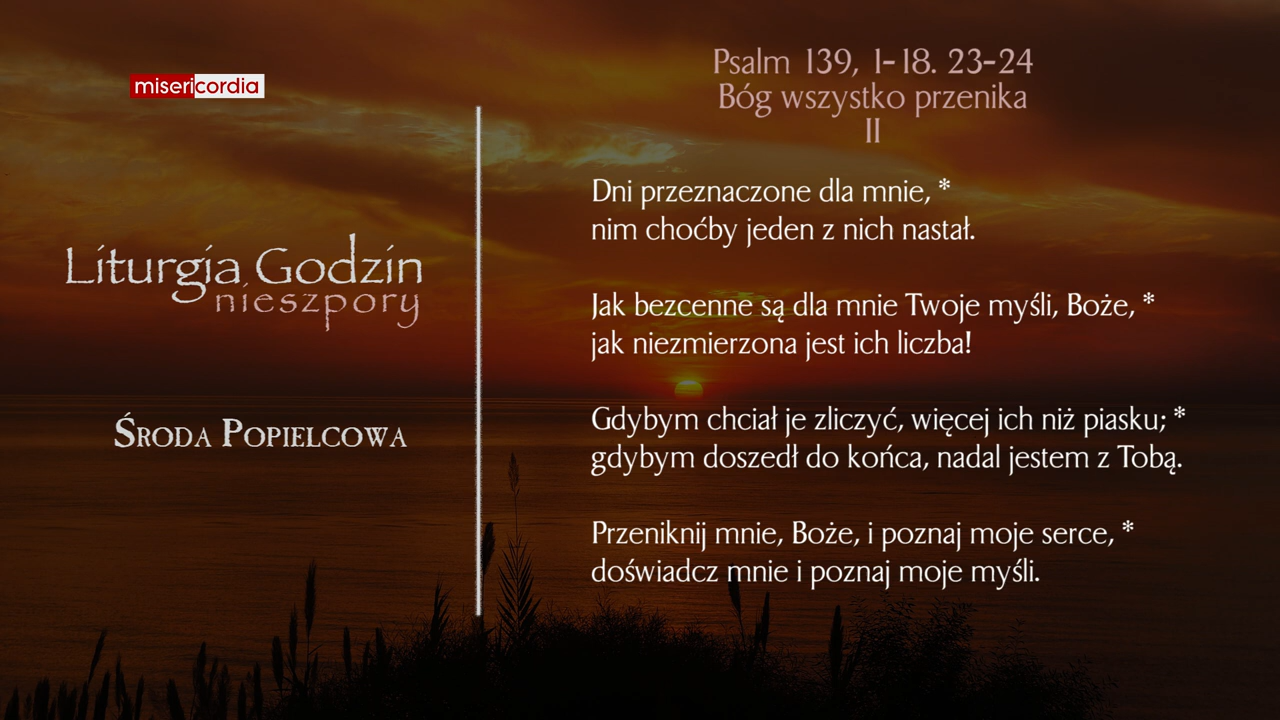 misericordia
Liturgia Godzin
nieszpory
Środa Popielcowa
Psalm 139, 1-18. 23-24
Bóg wszystko przenika
II
Dni przeznaczone dla mnie, *
nim choćby jeden z nich nastał.
Jak bezcenne są dla mnie Twoje myśli, Boże, *
jak niezmierzona jest ich liczba!
Gdybym chciał je zliczyć, więcej ich niż piasku; *
gdybym doszedł do końca, nadal jestem z Tobą.
Przeniknij mnie, Boże, i poznaj moje serce, *
doświadcz mnie i poznaj moje myśli.